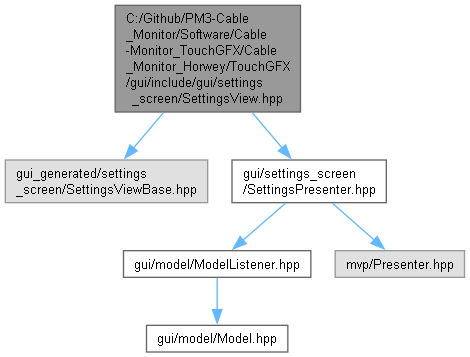 C:/Github/PM3-Cable
_Monitor/Software/Cable
-Monitor_TouchGFX/Cable
_Monitor_Horwey/TouchGFX
/gui/include/gui/settings
_screen/SettingsView.hpp
gui_generated/settings
_screen/SettingsViewBase.hpp
gui/settings_screen
/SettingsPresenter.hpp
gui/model/ModelListener.hpp
mvp/Presenter.hpp
gui/model/Model.hpp